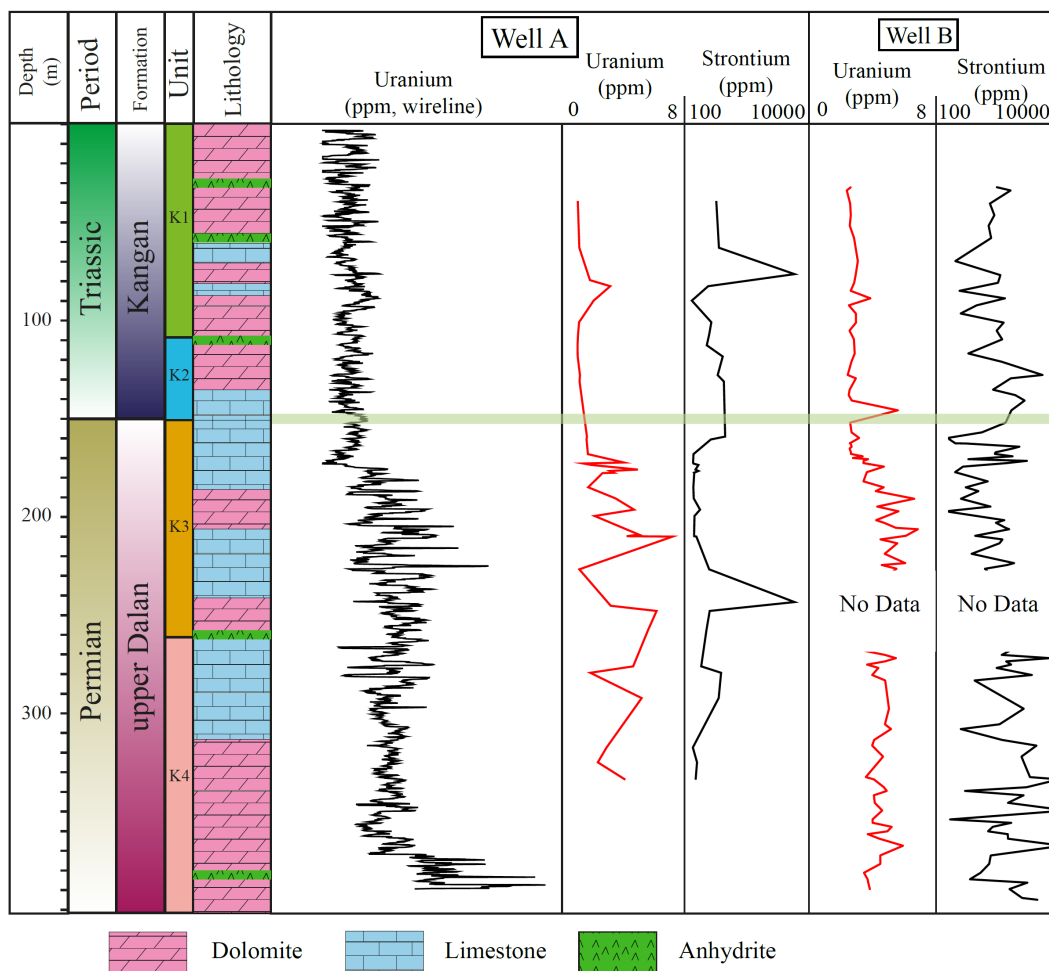 Depth
(m)
Period
Formation
Unit
Lithology
Well A
Uranium
(ppm, wireline)
Uranium
(ppm)
0 8
Strontium
(ppm)
100 10000
Well B
Uranium
(ppm)
0 8
Strontium
(ppm)
100 10000
100
200
300
Triassic
Permian
Kangan
upper Dalan
K1
K2
K3
K4
No Data
No Data
Dolomite
Limestone
Anhydrite